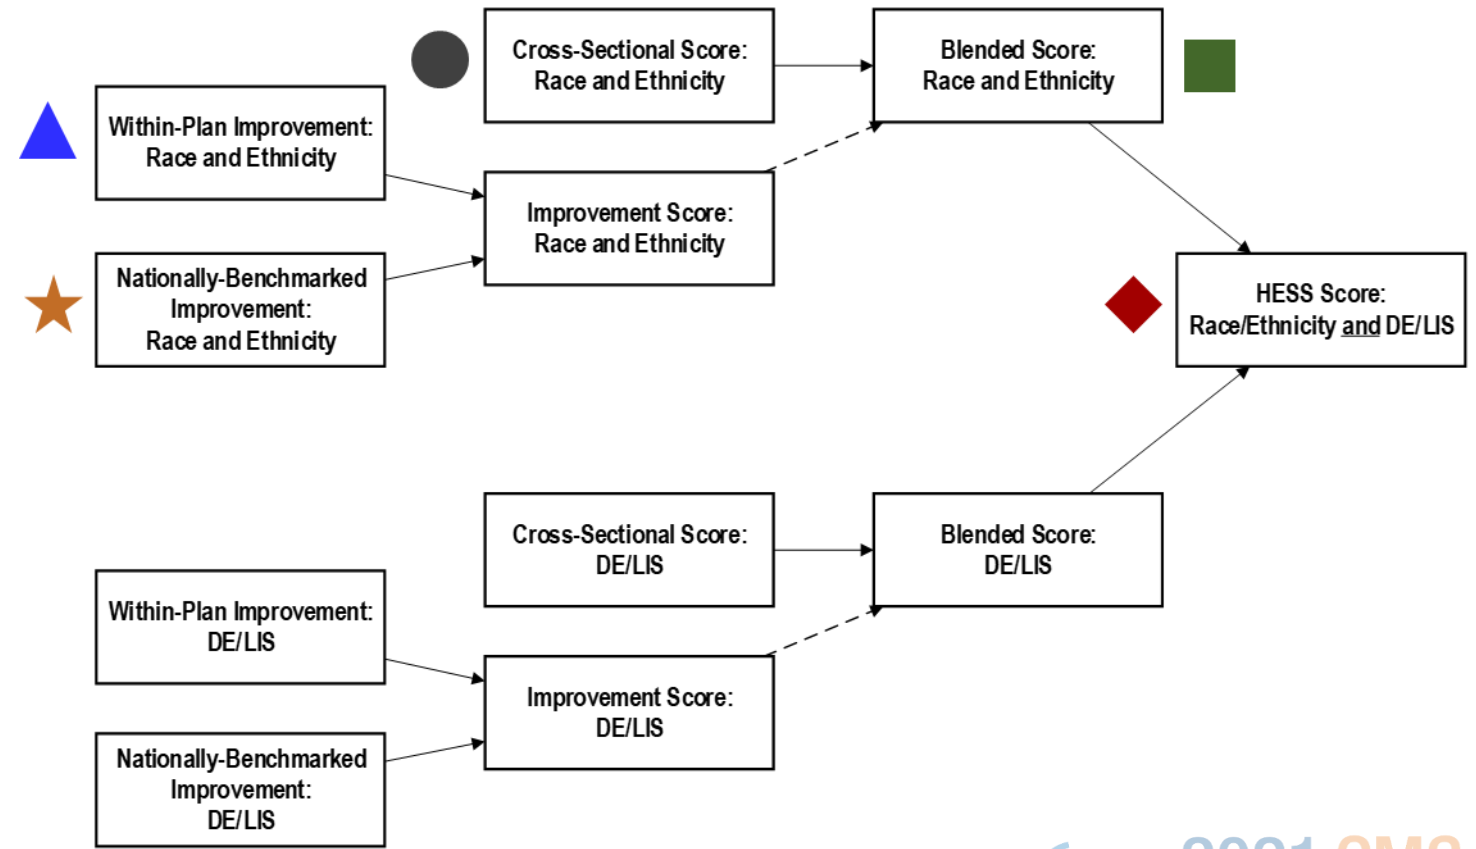 Cross-Sectional Score:
Race and Ethnicity
Blended Score:
Race and Ethnicity
Within-Plan Improvement:
Race and Ethnicity
Improvement Score:
Race and Ethnicity
Nationally-Benchmarked
Improvement:
Race and Ethnicity
HESS Score:
Race/Ethnicity and DE/LIS
Cross-Sectional Score:
DE/LIS
Blended Score:
DE/LIS
Within-Plan Improvement:
DE/LIS
Improvement Score:
DE/LIS
Nationally-Benchmarked
Improvement:
DE/LIS